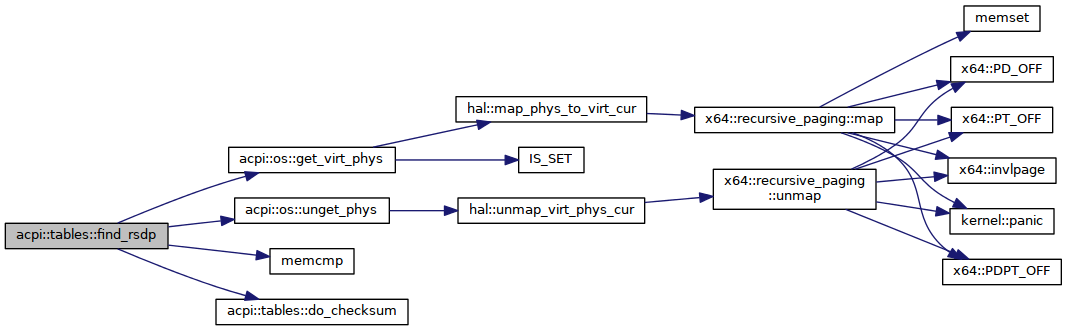 acpi::tables::find_rsdp
acpi::os::get_virt_phys
acpi::os::unget_phys
memcmp
acpi::tables::do_checksum
hal::map_phys_to_virt_cur
IS_SET
hal::unmap_virt_phys_cur
x64::recursive_paging::map
x64::recursive_paging
::unmap
memset
x64::PD_OFF
x64::PT_OFF
x64::invlpage
kernel::panic
x64::PDPT_OFF